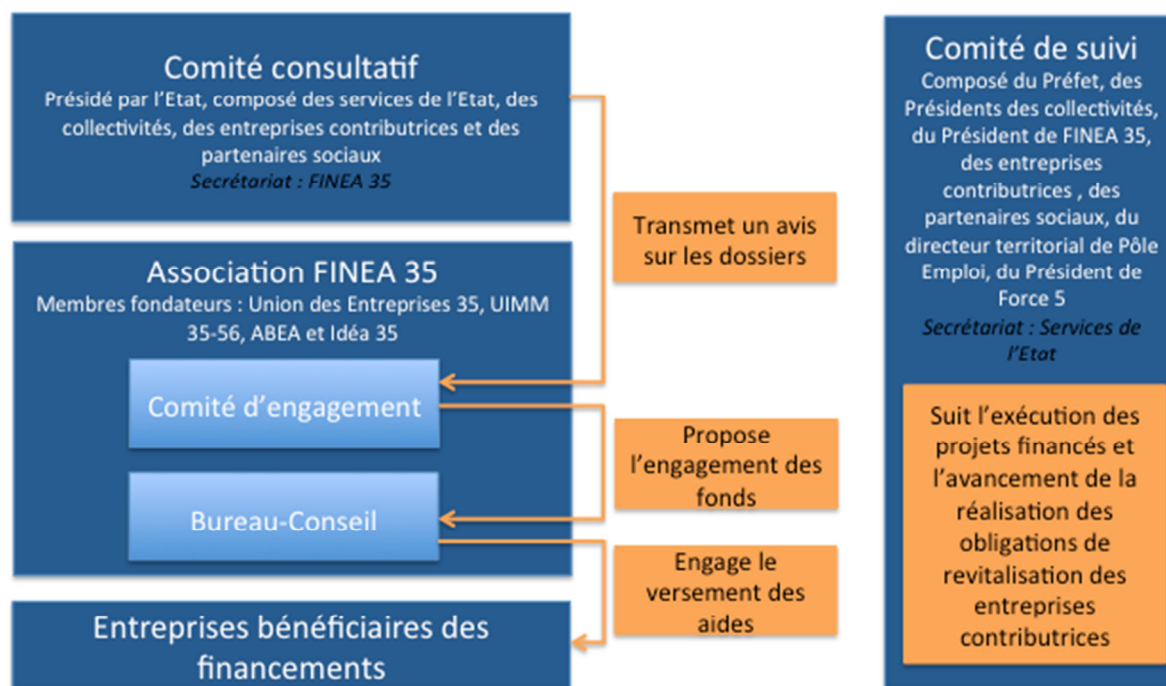 Comité consultatif
Présidé par l'Etat, composé des services de l'Etat, des
collectivités, des entreprises contributrices et des
partenaires sociaux
Secrétariat : FINEA 35
Transmet un avis
sur les dossiers
Association FINEA 35
Membres fondateurs : Union des Entreprises 35, UIMM
35-56, ABEA et Idéa 35
Comité d'engagement
Propose
l'engagement des
fonds
Bureau-Conseil
Engage le
versement des
aides
Entreprises bénéficiaires des
financements
Comité de suivi
Composé du Préfet, des
Présidents des collectivités,
du Président de FINEA 35,
des entreprises
contributrices , des
partenaires sociaux, du
directeur territorial de Pôle
Emploi, du Président de
Force 5
Secrétariat : Services de
l'Etat
Suit l'exécution des
projets financés et
l'avancement de la
réalisation des
obligations de
revitalisation des
entreprises
contributrices